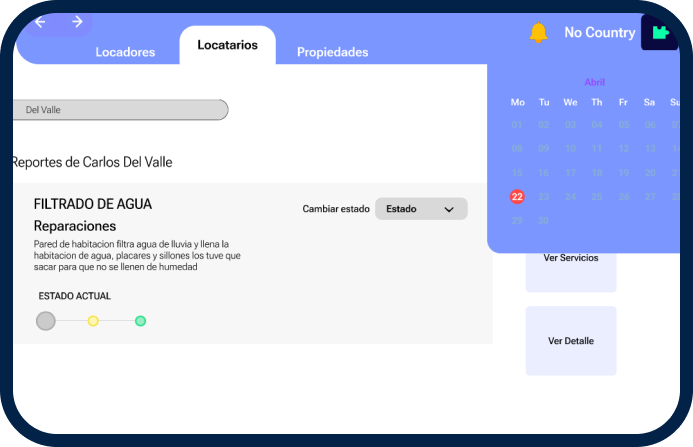 Locadores
Locatarios
Propiedades
No Country
Abril
Mo Tu We Th Fr Sa Su
01 02 03 04 05 06 07
08 09 10 11 12 13 14
15 16 17 18 19 20 21
22 23 24 25 26 27 28
29 30
Del Valle
Reportes de Carlos Del Valle
FILTRADO DE AGUA
Reparaciones
Pared de habitacion filtra agua de lluvia y llena la
habitacion de agua, placares y sillones los tuve que
sacar para que no se llenen de humedad
Cambiar estado
Estado
ESTADO ACTUAL
Ver Servicios
Ver Detalle